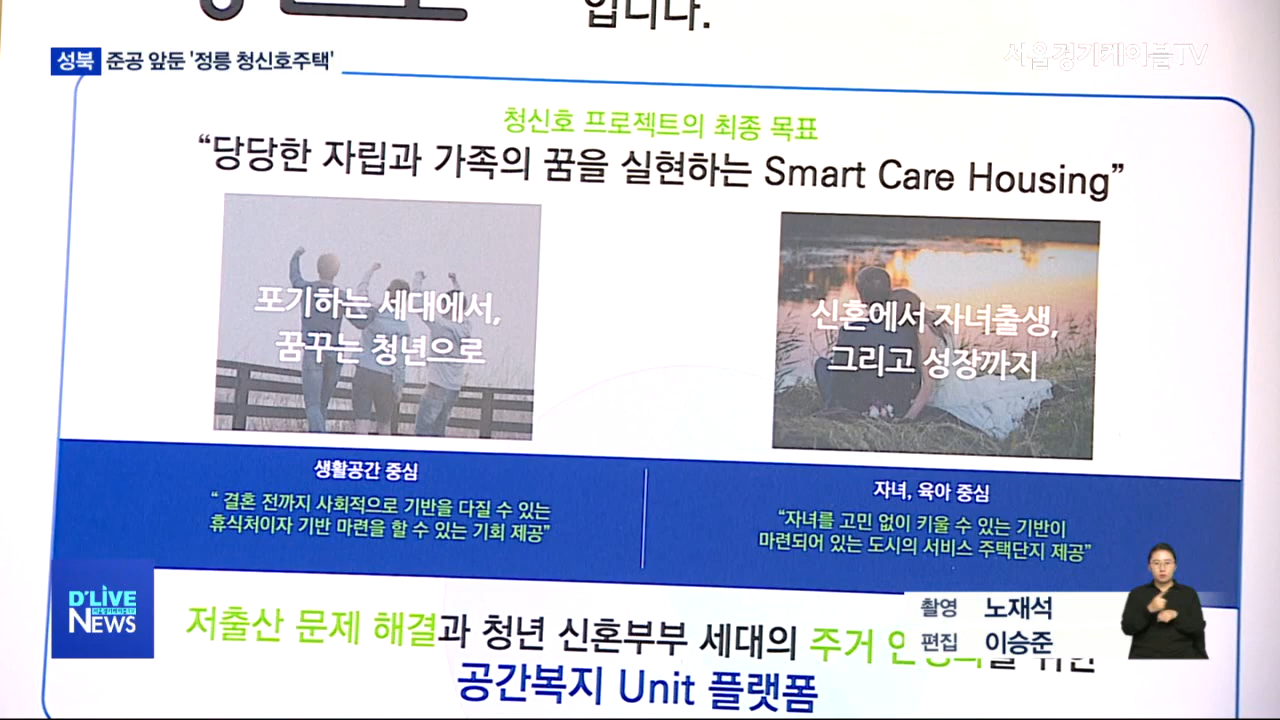 입니다.
성북 준공 앞둔 '정릉 청신호주택'
서울경기케이블TV
청신호 프로젝트의 최종 목표
“당당한 자립과 가족의 꿈을 실현하는 Smart Care Housing”
포기하는 세대에서,
꿈꾸는 청년으로
신혼에서 자녀출생,
그리고 성장까지
생활공간 중심
“ 결혼 전까지 사회적으로 기반을 다질 수 있는
휴식처이자 기반 마련을 할 수 있는 기회 제공”
자녀, 육아 중심
“자녀를 고민 없이 키울 수 있는 기반이
마련되어 있는 도시의 서비스 주택단지 제공”
D'LIVE
서울경기케이블TV
NEWS
저출산 문제 해결과 청년 신혼부부 세대의 주거
공간복지 Unit 플랫폼
촬영 노재석
편집 이승준